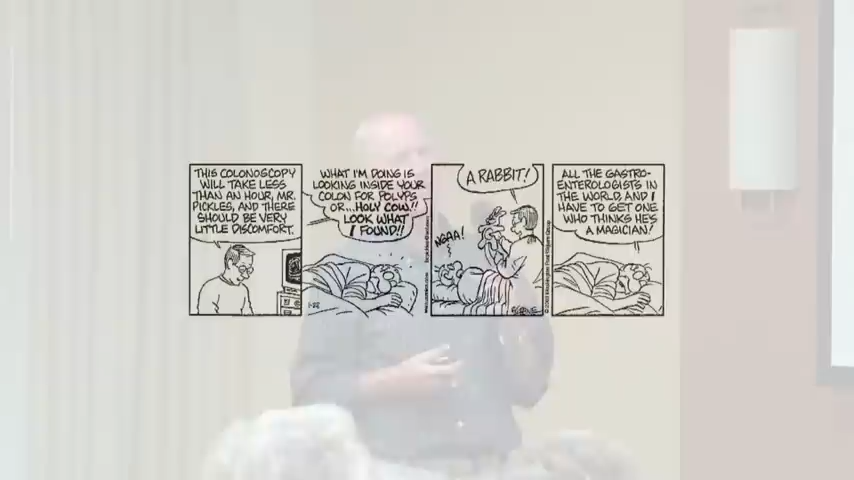 THIS COLONOSCOPY
WILL TAKE LESS
THAN AN HOUR, MR.
PICKLES, AND THERE
SHOULD BE VERY
LITTLE DISCOMFORT.
WHAT I'M DOING IS
LOOKING INSIDE YOUR
COLON FOR POLYPS
OR...HOLY COW!!
LOOK WHAT
I FOUND!!
1-22
A RABBIT!
NGAA!
ALL THE GASTRO-
ENTEROLOGISTS IN
THE WORLD, AND I
HAVE TO GET ONE
WHO THINKS HE'S
A MAGICIAN!